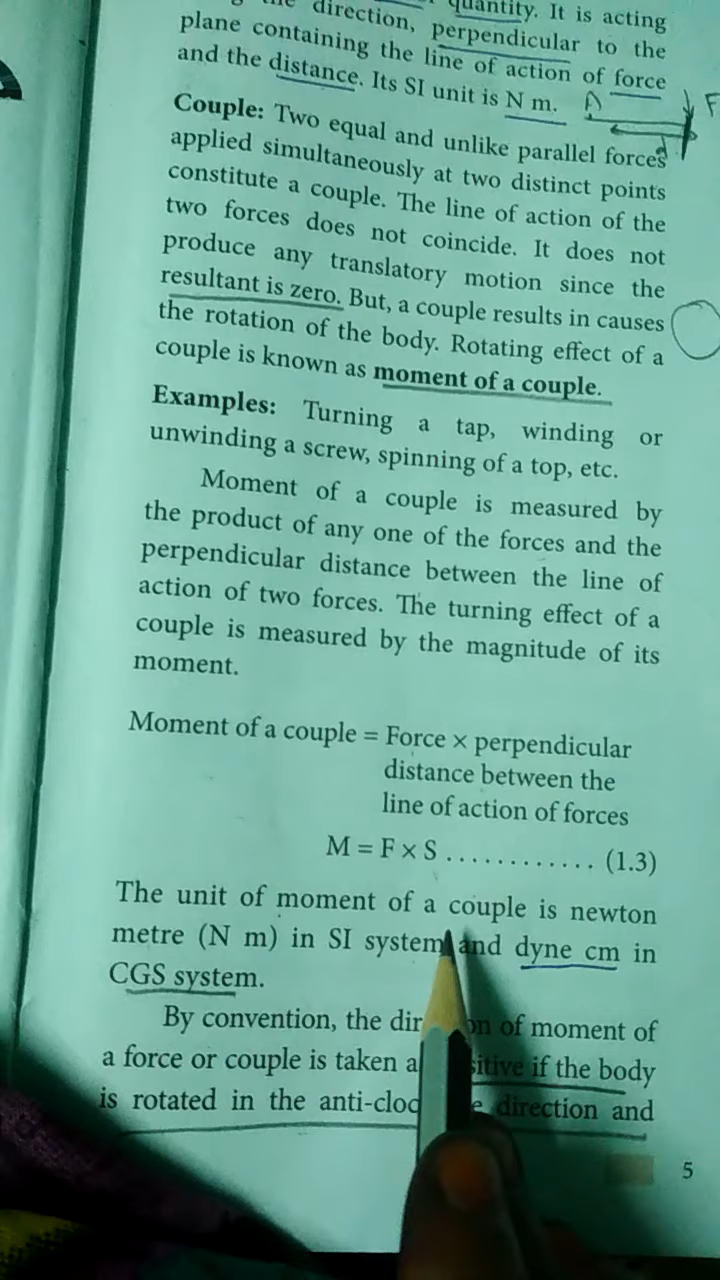 direction, perpendicular to the
quantity. It is acting
plane containing the line of action of force
and the distance. Its SI unit is N m.
F
Couple: Two equal and unlike parallel forces
applied simultaneously at two distinct points
constitute a couple. The line of action of the
two forces does not coincide. It does not
produce any translatory motion since the
resultant is zero. But, a couple results in causes
the rotation of the body. Rotating effect of a
couple is known as moment of a couple.
Examples: Turning a tap, winding or
unwinding a screw, spinning of a top, etc.
Moment of a couple is measured by
the product of any one of the forces and the
perpendicular distance between the line of
action of two forces. The turning effect of a
couple is measured by the magnitude of its
moment.
Moment of a couple = Force × perpendicular
distance between the
line of action of forces
M = F × S ............ (1.3)
The unit of moment of a couple is newton
metre (N m) in SI system and dyne cm in
CGS system.
By convention, the of moment of
a force or couple is taken if the body
is rotated in the direction and
5